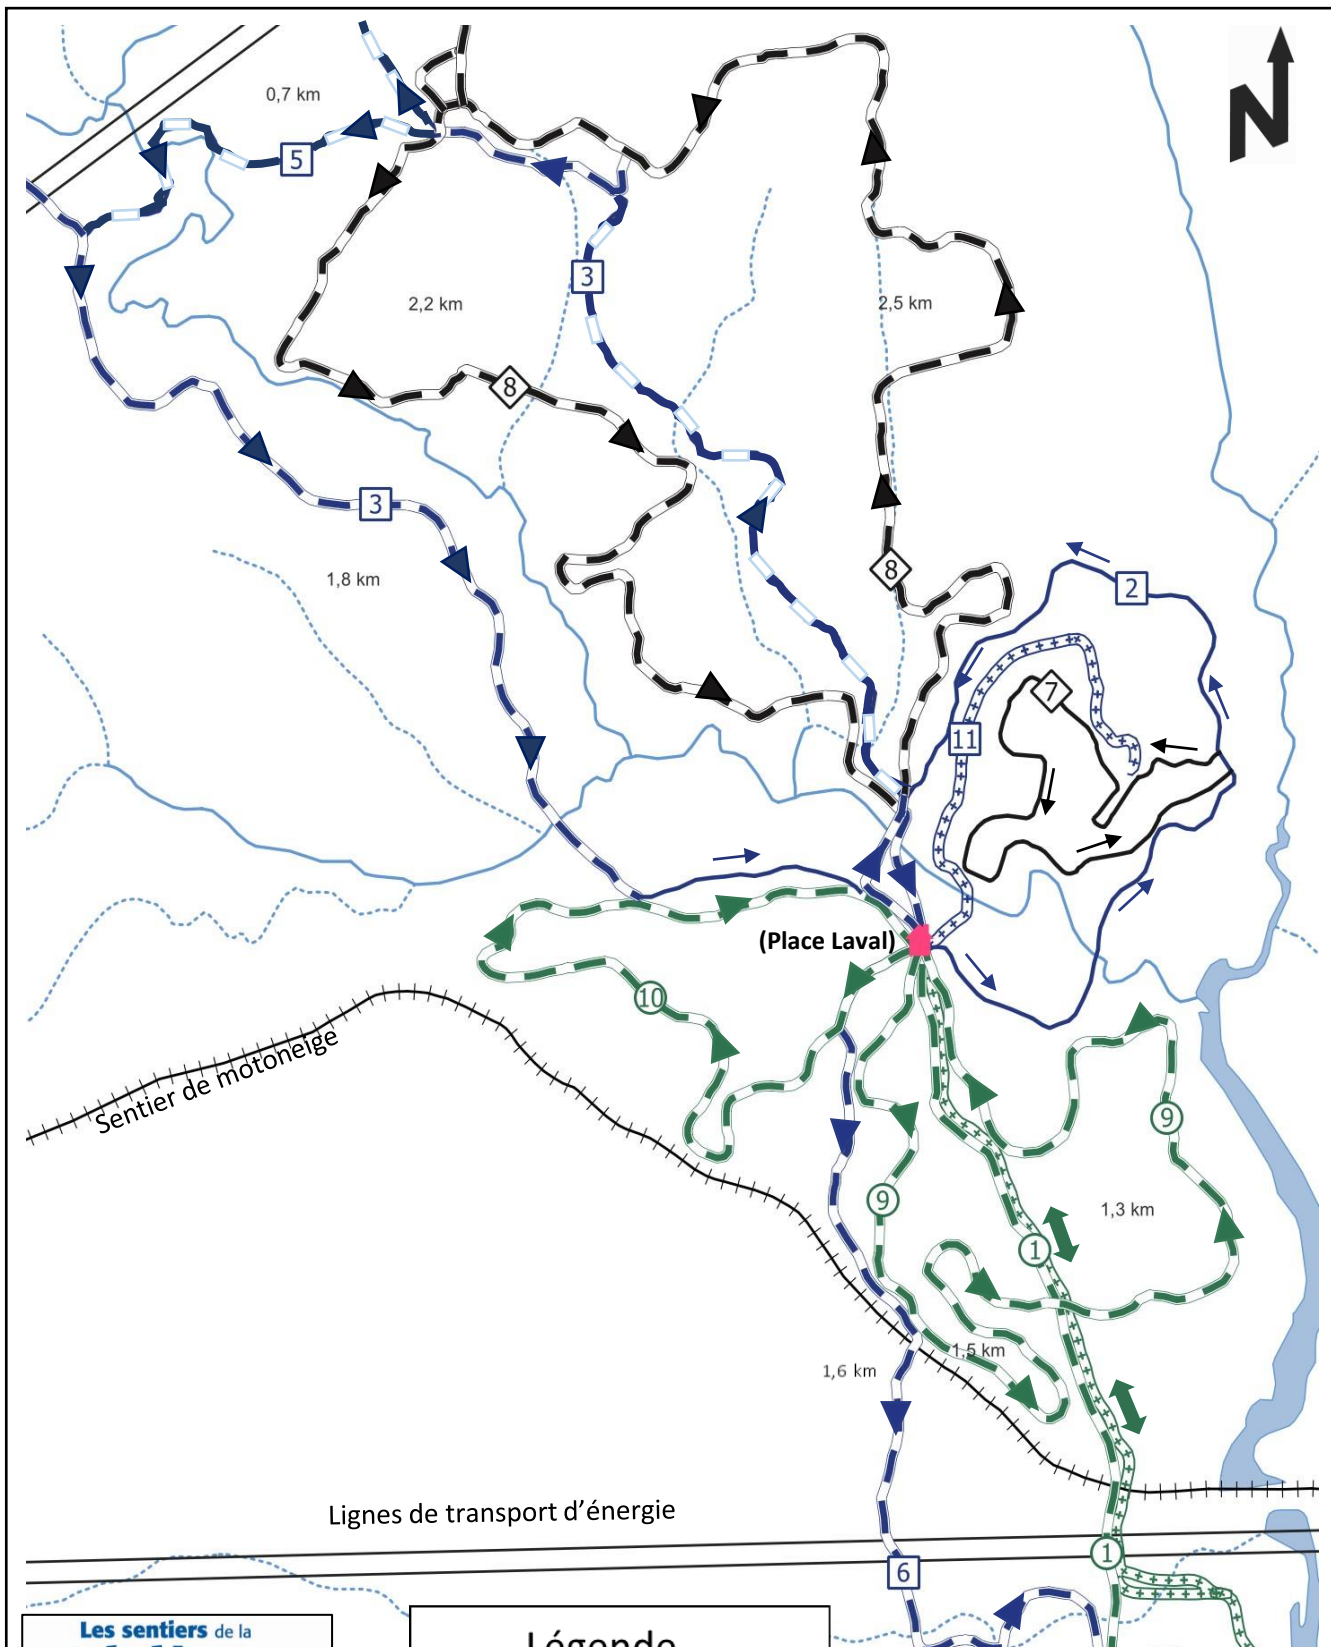 N
0,7 km
5
3
2,2 km
2,5 km
8
3
1,8 km
8
2
7
11
(Place Laval)
10
Sentier de motoneige
9
9
1,3 km
1
1,5 km
1,6 km
Lignes de transport d'énergie
1
6
Les sentiers de la
Légende